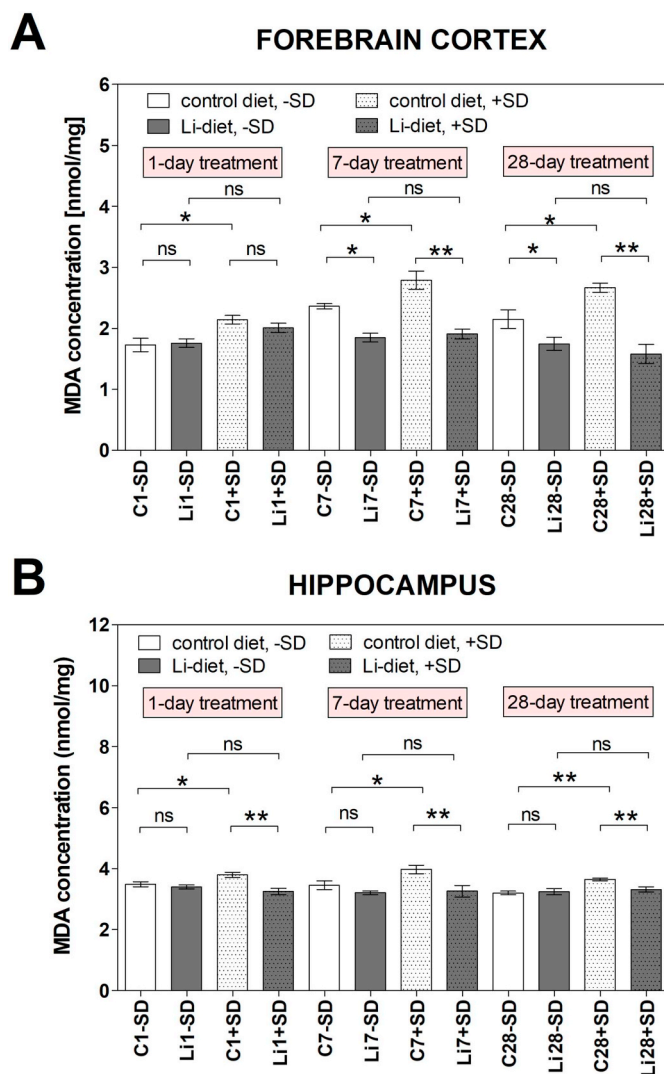 A
FOREBRAIN CORTEX
MDA concentration [nmol/mg]
6
5
4
3
2
1
0
control diet, -SD
control diet, +SD
Li-diet, -SD
Li-diet, +SD
1-day treatment
7-day treatment
28-day treatment
ns
ns
ns
*
*
*
ns
ns
*
**
*
**
C1-SD
Li1-SD
C1+SD
Li1+SD
C7-SD
Li7-SD
C7+SD
Li7+SD
C28-SD
Li28-SD
C28+SD
Li28+SD
B
HIPPOCAMPUS
MDA concentration (nmol/mg)
12
10
8
6
4
2
0
control diet, -SD
control diet, +SD
Li-diet, -SD
Li-diet, +SD
1-day treatment
7-day treatment
28-day treatment
ns
ns
ns
*
*
**
ns
**
ns
**
ns
**
C1-SD
Li1-SD
C1+SD
Li1+SD
C7-SD
Li7-SD
C7+SD
Li7+SD
C28-SD
Li28-SD
C28+SD
Li28+SD